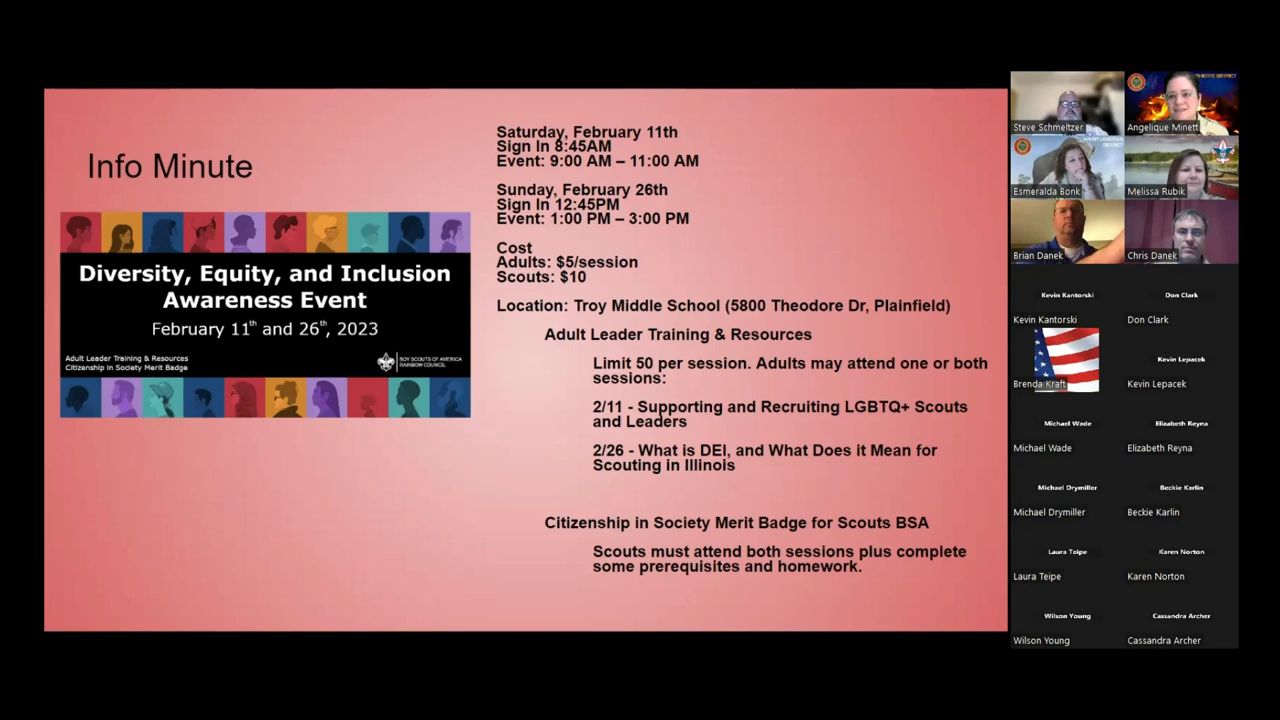 Info Minute
Diversity, Equity, and Inclusion
Awareness Event
February 11th and 26th, 2023
Adult Leader Training & Resources
Citizenship in Society Merit Badge
BOY SCOUTS OF AMERICA
RAINBOW COUNCIL
Saturday, February 11th
Sign In 8:45AM
Event: 9:00 AM – 11:00 AM
Sunday, February 26th
Sign In 12:45PM
Event: 1:00 PM – 3:00 PM
Cost
Adults: $5/session
Scouts: $10
Location: Troy Middle School (5800 Theodore Dr, Plainfield)
Adult Leader Training & Resources
Limit 50 per session. Adults may attend one or both
sessions:
2/11 - Supporting and Recruiting LGBTQ+ Scouts
and Leaders
2/26 - What is DEI, and What Does it Mean for
Scouting in Illinois
Citizenship in Society Merit Badge for Scouts BSA
Scouts must attend both sessions plus complete
some prerequisites and homework.
Steve Schmeltzer
Angelique Minett
Esmeralda Bonk
Melissa Rubik
Brian Danek
Chris Danek
Kevin Kantorski
Kevin Kantorski
Don Clark
Don Clark
Brenda Kraft
Kevin Lepacek
Kevin Lepacek
Michael Wade
Michael Wade
Elizabeth Reyna
Elizabeth Reyna
Michael Drymiller
Michael Drymiller
Beckie Karlin
Beckie Karlin
Laura Teipe
Laura Teipe
Karen Norton
Karen Norton
Wilson Young
Wilson Young
Cassandra Archer
Cassandra Archer